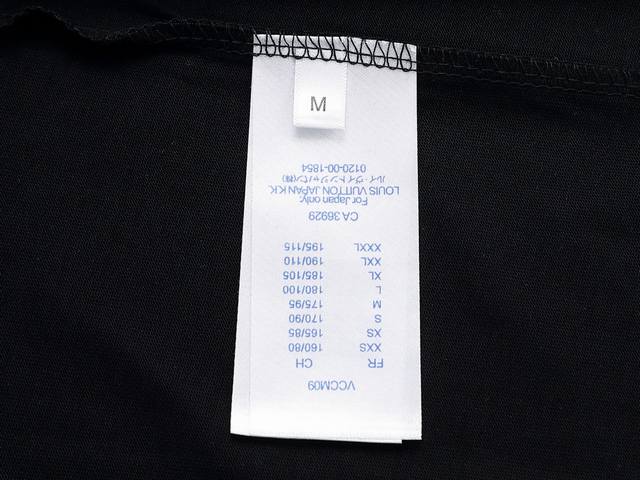 M
VCCM09
FR CH
XXS 160/80
XS 165/85
S 170/90
M 175/95
L 180/100
XL 185/105
XXL 190/110
XXXL 195/115
CA 36929
For Japan only:
LOUIS VUITTON JAPAN K.K.
ルイ・ヴィトンジャパン(株)
0120-00-1854